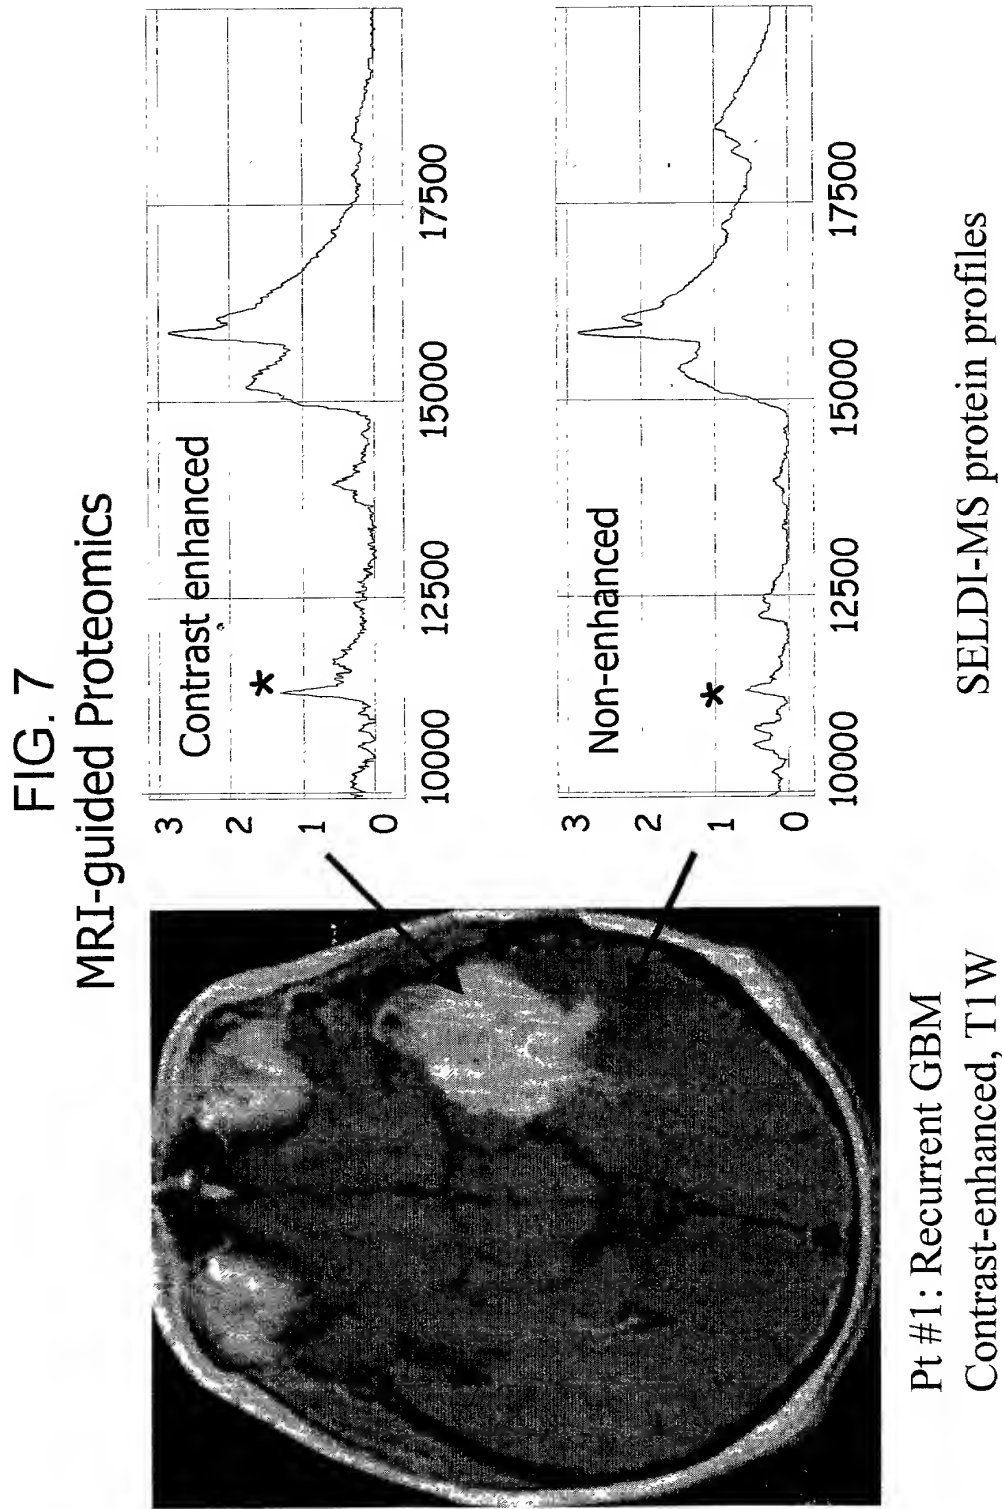 FIG. 7
MRI-guided Proteomics
Contrast enhanced
*
3
2
1
0
10000
12500
15000
17500
Non-enhanced
*
3
2
1
0
10000
12500
15000
17500
Pt #1: Recurrent GBM
Contrast-enhanced, T1W
SELDI-MS protein profiles